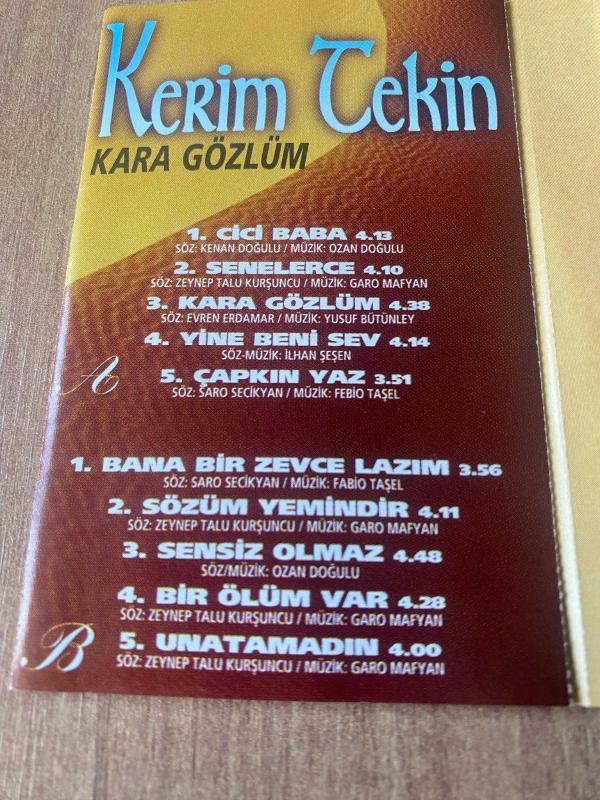 Kerim Tekin
KARA GÖZLÜM
1. CİCİ BABA 4.13
SÖZ: KENAN DOĞULU / MÜZİK: OZAN DOĞULU
2. SENELERCE 4.10
SÖZ: ZEYNEP TALU KURŞUNCU / MÜZİK: GARO MAFYAN
3. KARA GÖZLÜM 4.38
SÖZ: EVREN ERDAMAR / MÜZİK: YUSUF BÜTÜNLEY
4. YİNE BENİ SEV 4.14
SÖZ-MÜZİK: İLHAN ŞEŞEN
A
5. ÇAPKIN YAZ 3.51
SÖZ: SARO SECİKYAN / MÜZİK: FEBİO TAŞEL
1. BANA BİR ZEVCE LAZIM 3.56
SÖZ: SARO SECİKYAN / MÜZİK: FABİO TAŞEL
2. SÖZÜM YEMİNDİR 4.11
SÖZ: ZEYNEP TALU KURŞUNCU / MÜZİK: GARO MAFYAN
3. SENSİZ OLMAZ 4.48
SÖZ/MÜZİK: OZAN DOĞULU
4. BİR ÖLÜM VAR 4.28
SÖZ: ZEYNEP TALU KURŞUNCU / MÜZİK: GARO MAFYAN
B
5. UNATAMADIN 4.00
SÖZ: ZEYNEP TALU KURŞUNCU / MÜZİK: GARO MAFYAN